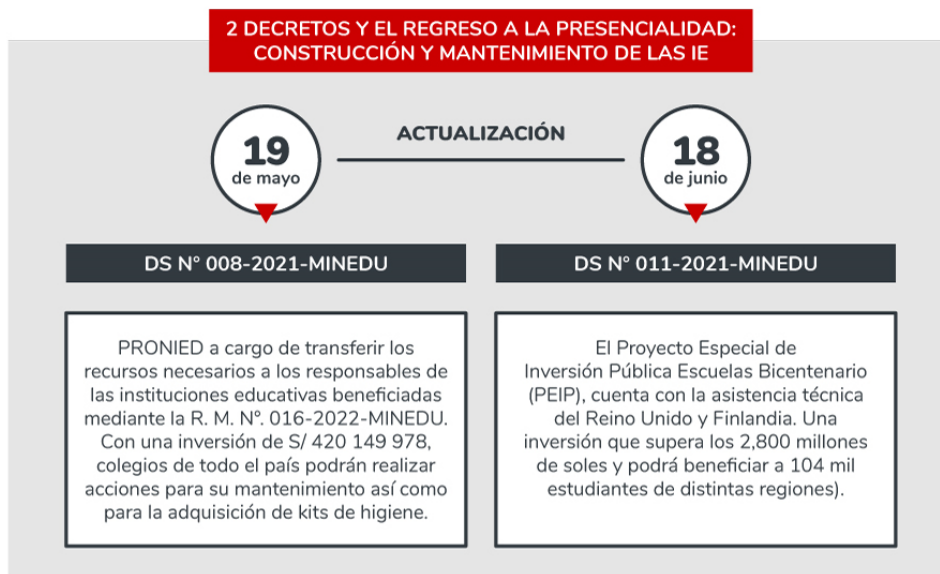 2 DECRETOS Y EL REGRESO A LA PRESENCIALIDAD:
CONSTRUCCIÓN Y MANTENIMIENTO DE LAS IE
19
de mayo
ACTUALIZACIÓN
18
de junio
DS N° 008-2021-MINEDU
PRONIED a cargo de transferir los
recursos necesarios a los responsables de
las instituciones educativas beneficiadas
mediante la R. M. N°. 016-2022-MINEDU.
Con una inversión de S/ 420 149 978,
colegios de todo el país podrán realizar
acciones para su mantenimiento así como
para la adquisición de kits de higiene.
DS N° 011-2021-MINEDU
El Proyecto Especial de
Inversión Pública Escuelas Bicentenario
(PEIP), cuenta con la asistencia técnica
del Reino Unido y Finlandia. Una
inversión que supera los 2,800 millones
de soles y podrá beneficiar a 104 mil
estudiantes de distintas regiones).